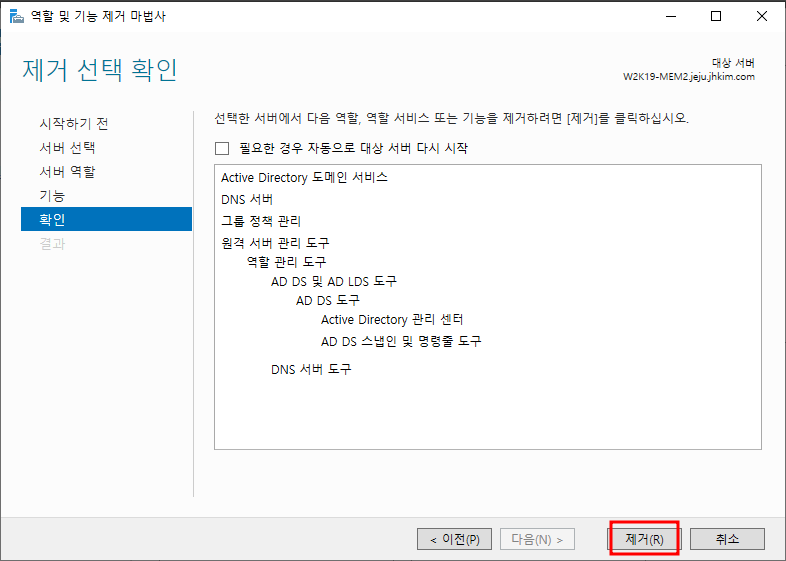 역할 및 기능 제거 마법사
제거 선택 확인
대상 서버
W2K19-MEM2.jeju.jhkim.com
시작하기 전
서버 선택
서버 역할
기능
확인
결과
선택한 서버에서 다음 역할, 역할 서비스 또는 기능을 제거하려면 [제거]를 클릭하십시오.
필요한 경우 자동으로 대상 서버 다시 시작
Active Directory 도메인 서비스
DNS 서버
그룹 정책 관리
원격 서버 관리 도구
역할 관리 도구
AD DS 및 AD LDS 도구
AD DS 도구
Active Directory 관리 센터
AD DS 스냅인 및 명령줄 도구
DNS 서버 도구
< 이전(P)
다음(N) >
제거(R)
취소